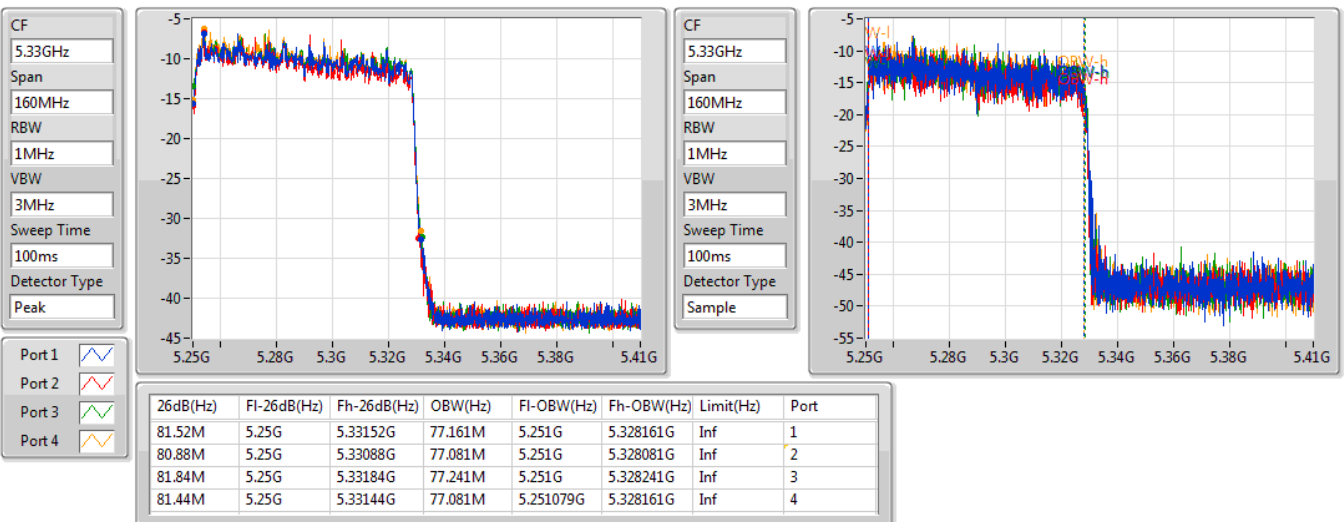 CF
5.33GHz
Span
160MHz
RBW
1MHz
VBW
3MHz
Sweep Time
100ms
Detector Type
Peak
-5
-10
-15
-20
-25
-30
-35
-40
-45
5.25G 5.28G 5.3G 5.32G 5.34G 5.36G 5.38G 5.41G
CF
5.33GHz
Span
160MHz
RBW
1MHz
VBW
3MHz
Sweep Time
100ms
Detector Type
Sample
-5
-10
-15
-20
-25
-30
-35
-40
-45
-50
-55
5.25G 5.28G 5.3G 5.32G 5.34G 5.36G 5.38G 5.41G
OBW-h
Port 1
Port 2
Port 3
Port 4
26dB(Hz) Fl-26dB(Hz) Fh-26dB(Hz) OBW(Hz) Fl-OBW(Hz) Fh-OBW(Hz) Limit(Hz) Port
81.52M 5.25G 5.33152G 77.161M 5.251G 5.328161G Inf 1
80.88M 5.25G 5.33088G 77.081M 5.251G 5.328081G Inf 2
81.84M 5.25G 5.33184G 77.241M 5.251G 5.328241G Inf 3
81.44M 5.25G 5.33144G 77.081M 5.251079G 5.328161G Inf 4